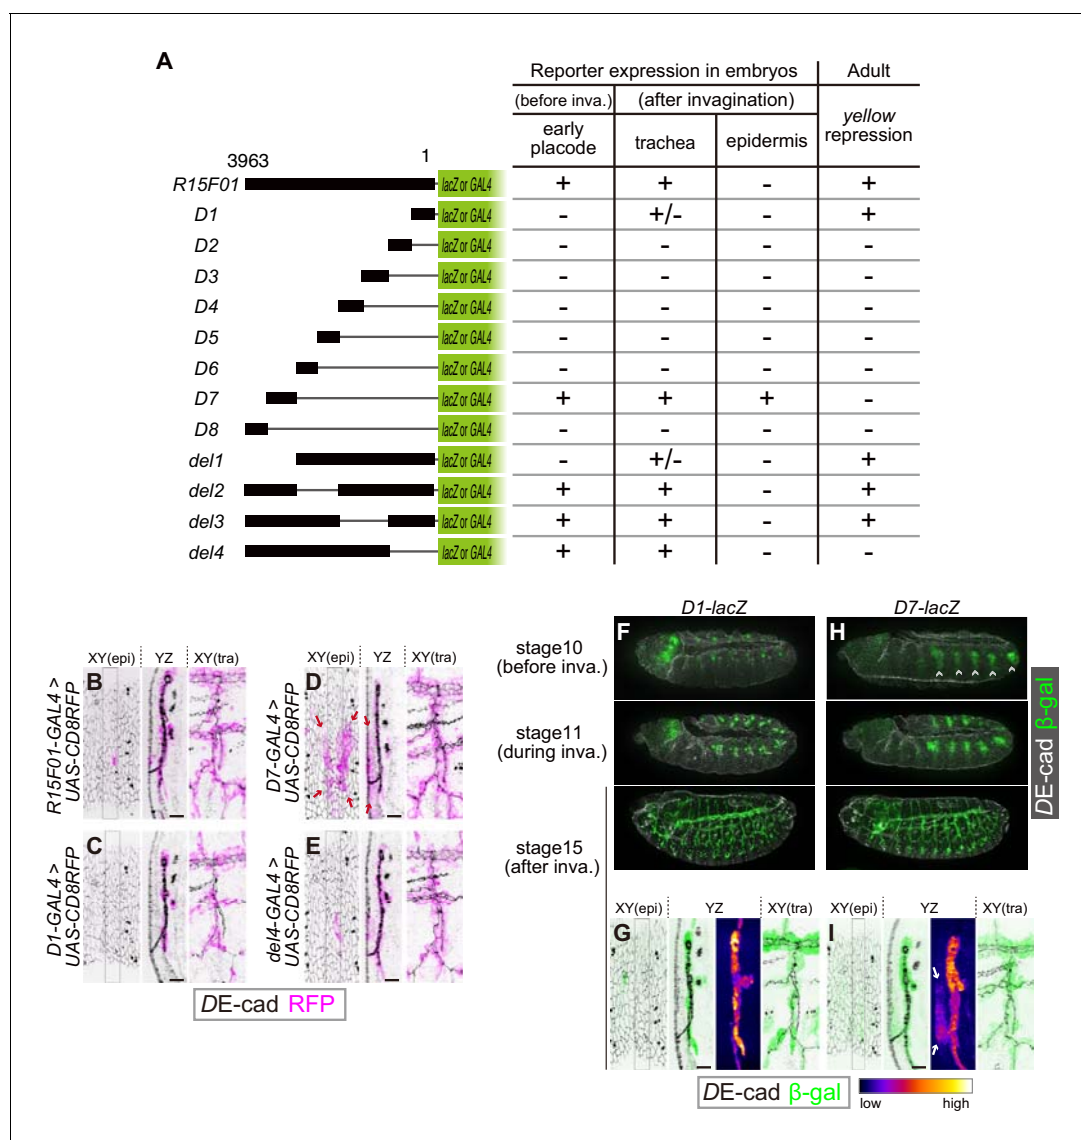 A
Reporter expression in embryos Adult
(before inva.) (after invagination) yellow repression
early placode trachea epidermis
3963 1
R15F01 lacZ or GAL4 + + - +
D1 lacZ or GAL4 - +/- - +
D2 lacZ or GAL4 - - - -
D3 lacZ or GAL4 - - - -
D4 lacZ or GAL4 - - - -
D5 lacZ or GAL4 - - - -
D6 lacZ or GAL4 - - - -
D7 lacZ or GAL4 + + + -
D8 lacZ or GAL4 - - - -
del1 lacZ or GAL4 - +/- - +
del2 lacZ or GAL4 + + - +
del3 lacZ or GAL4 + + - +
del4 lacZ or GAL4 + + - -
XY(epi) YZ XY(tra) XY(epi) YZ XY(tra)
B
R15F01-GAL4 >
UAS-CD8RFP
D
D7-GAL4 >
UAS-CD8RFP
C
D1-GAL4 >
UAS-CD8RFP
E
del4-GAL4 >
UAS-CD8RFP
DE-cad RFP
D1-lacZ D7-lacZ
F H
stage10
(before inva.)
stage11
(during inva.)
stage15
(after inva.)
DE-cad β-gal
XY(epi) YZ XY(tra) XY(epi) YZ XY(tra)
G I
DE-cad β-gal
low high